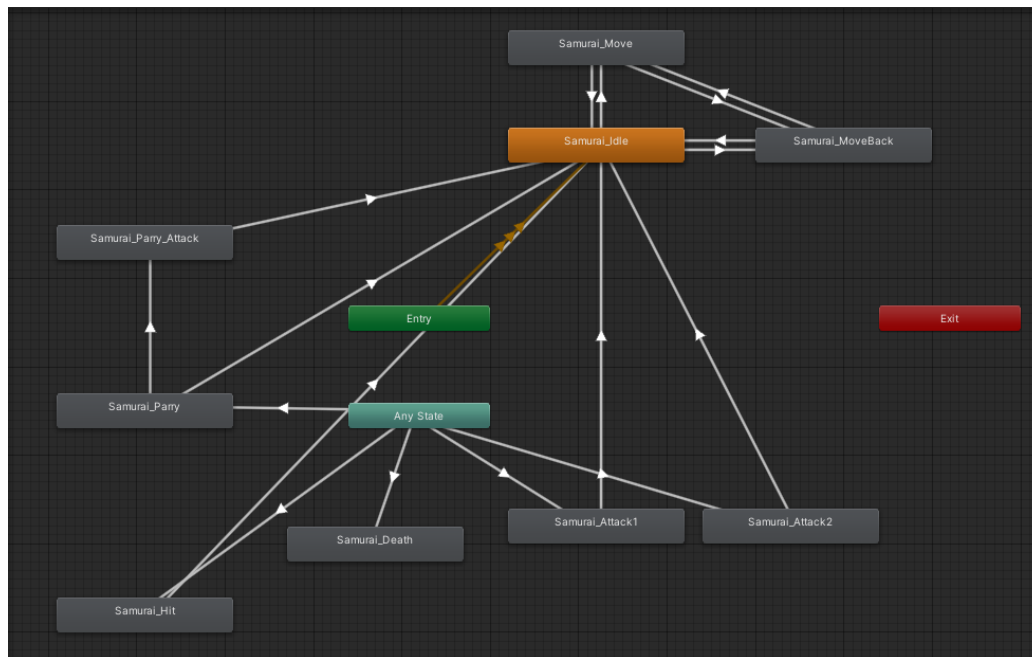 Samurai_Move
Samurai_Idle
Samurai_MoveBack
Samurai_Parry_Attack
Entry
Exit
Samurai_Parry
Any State
Samurai_Attack1
Samurai_Attack2
Samurai_Death
Samurai_Hit